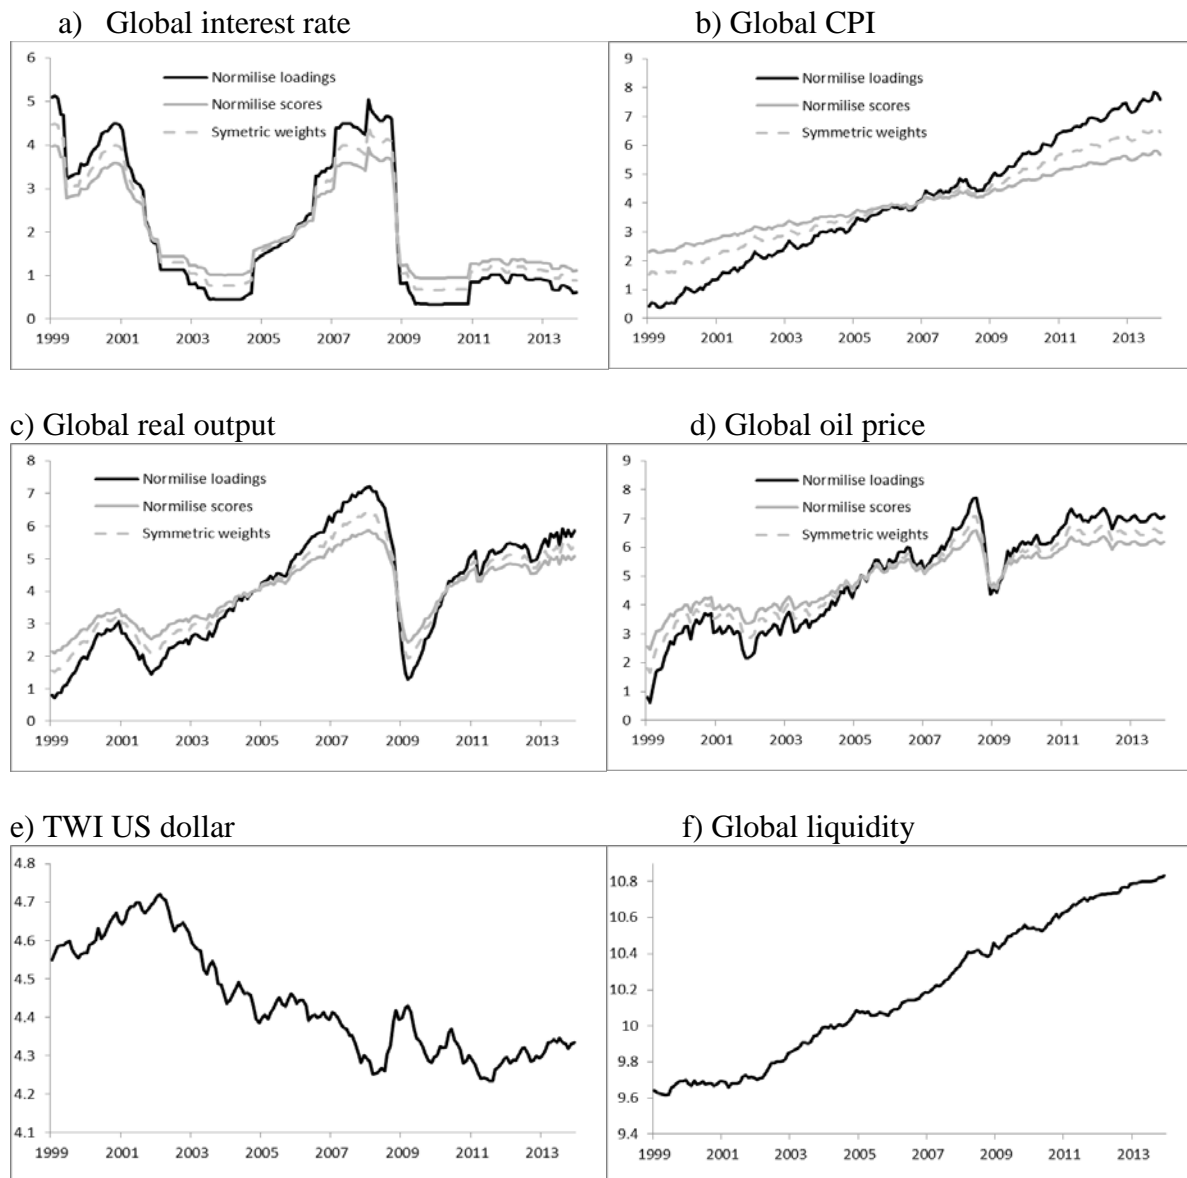 a) Global interest rate
b) Global CPI
6
5
4
3
2
1
0
Normilise loadings
Normilise scores
Symetric weights
1999 2001 2003 2005 2007 2009 2011 2013
9
8
7
6
5
4
3
2
1
0
Normilise loadings
Normilise scores
Symmetric weights
1999 2001 2003 2005 2007 2009 2011 2013
c) Global real output
d) Global oil price
8
7
6
5
4
3
2
1
0
Normilise loadings
Normilise scores
Symmetric weights
1999 2001 2003 2005 2007 2009 2011 2013
9
8
7
6
5
4
3
2
1
0
Normilise loadings
Normilise scores
Symmetric weights
1999 2001 2003 2005 2007 2009 2011 2013
e) TWI US dollar
f) Global liquidity
4.8
4.7
4.6
4.5
4.4
4.3
4.2
4.1
1999 2001 2003 2005 2007 2009 2011 2013
10.8
10.6
10.4
10.2
10
9.8
9.6
9.4
1999 2001 2003 2005 2007 2009 2011 2013